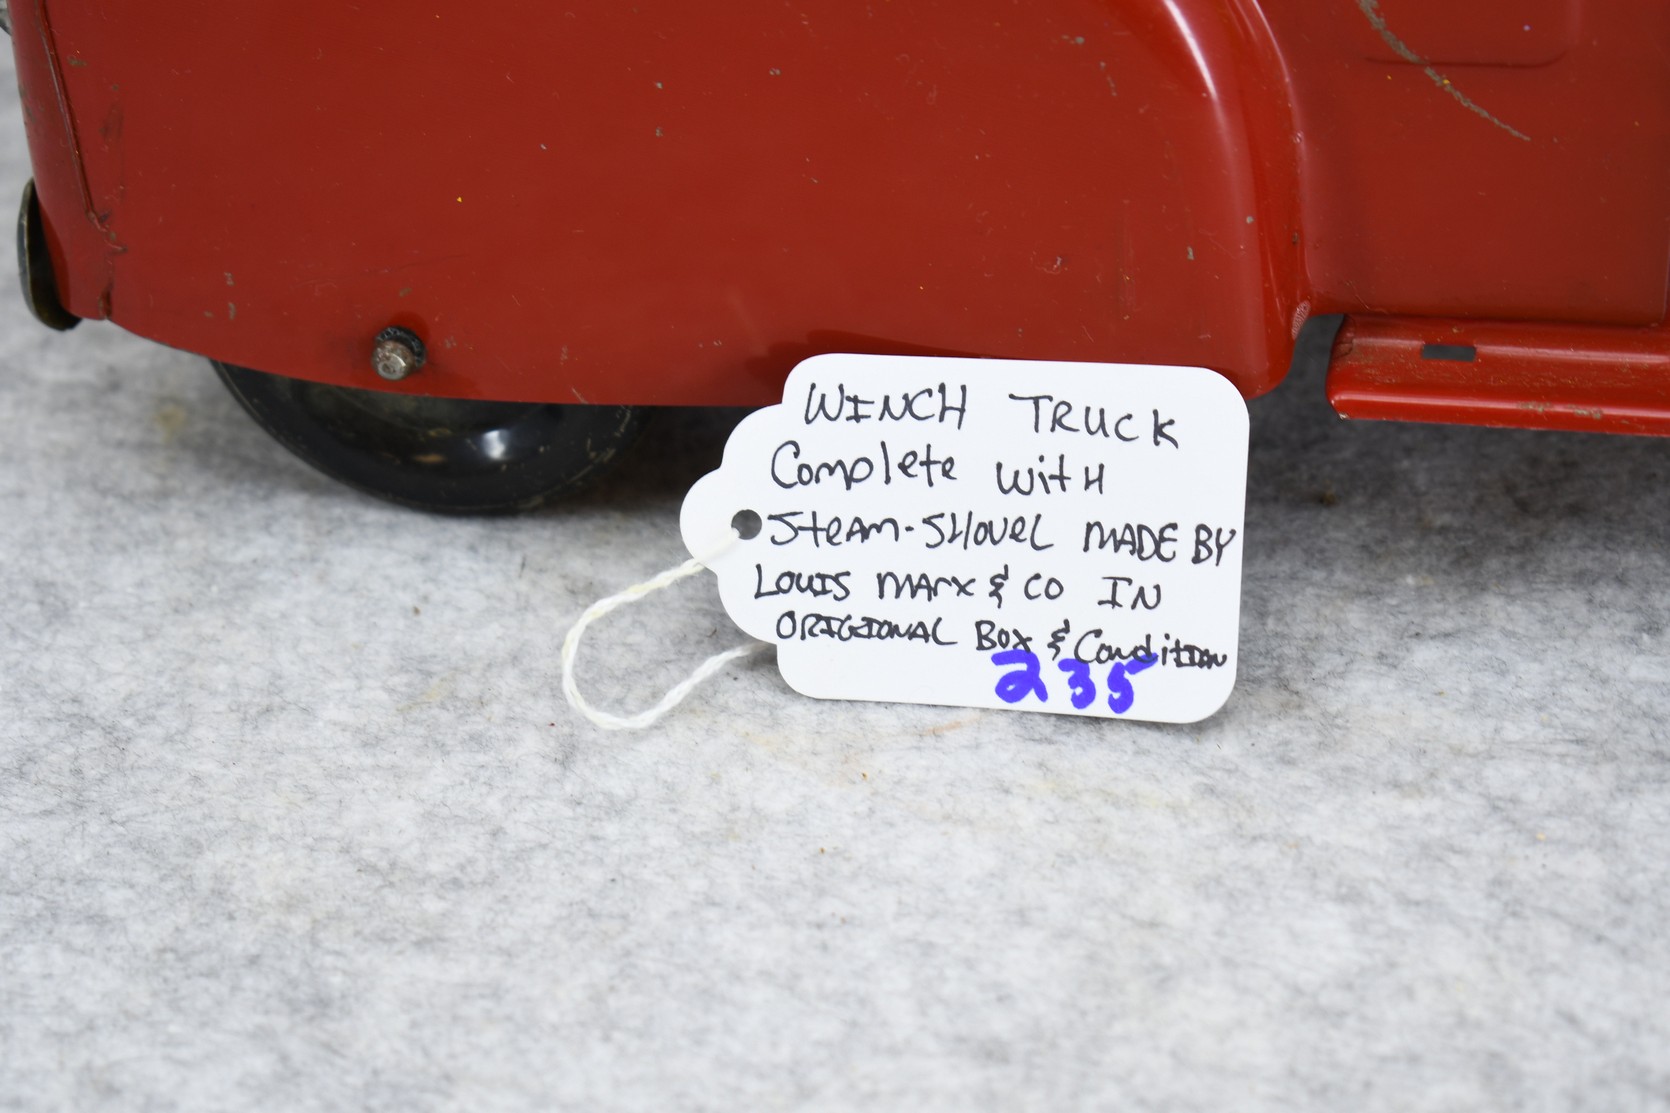 WINCH TRUCK
Complete with
Steam-Shovel MADE BY
Louis Marx & CO IN
ORIGIONAL Box & Condition
235